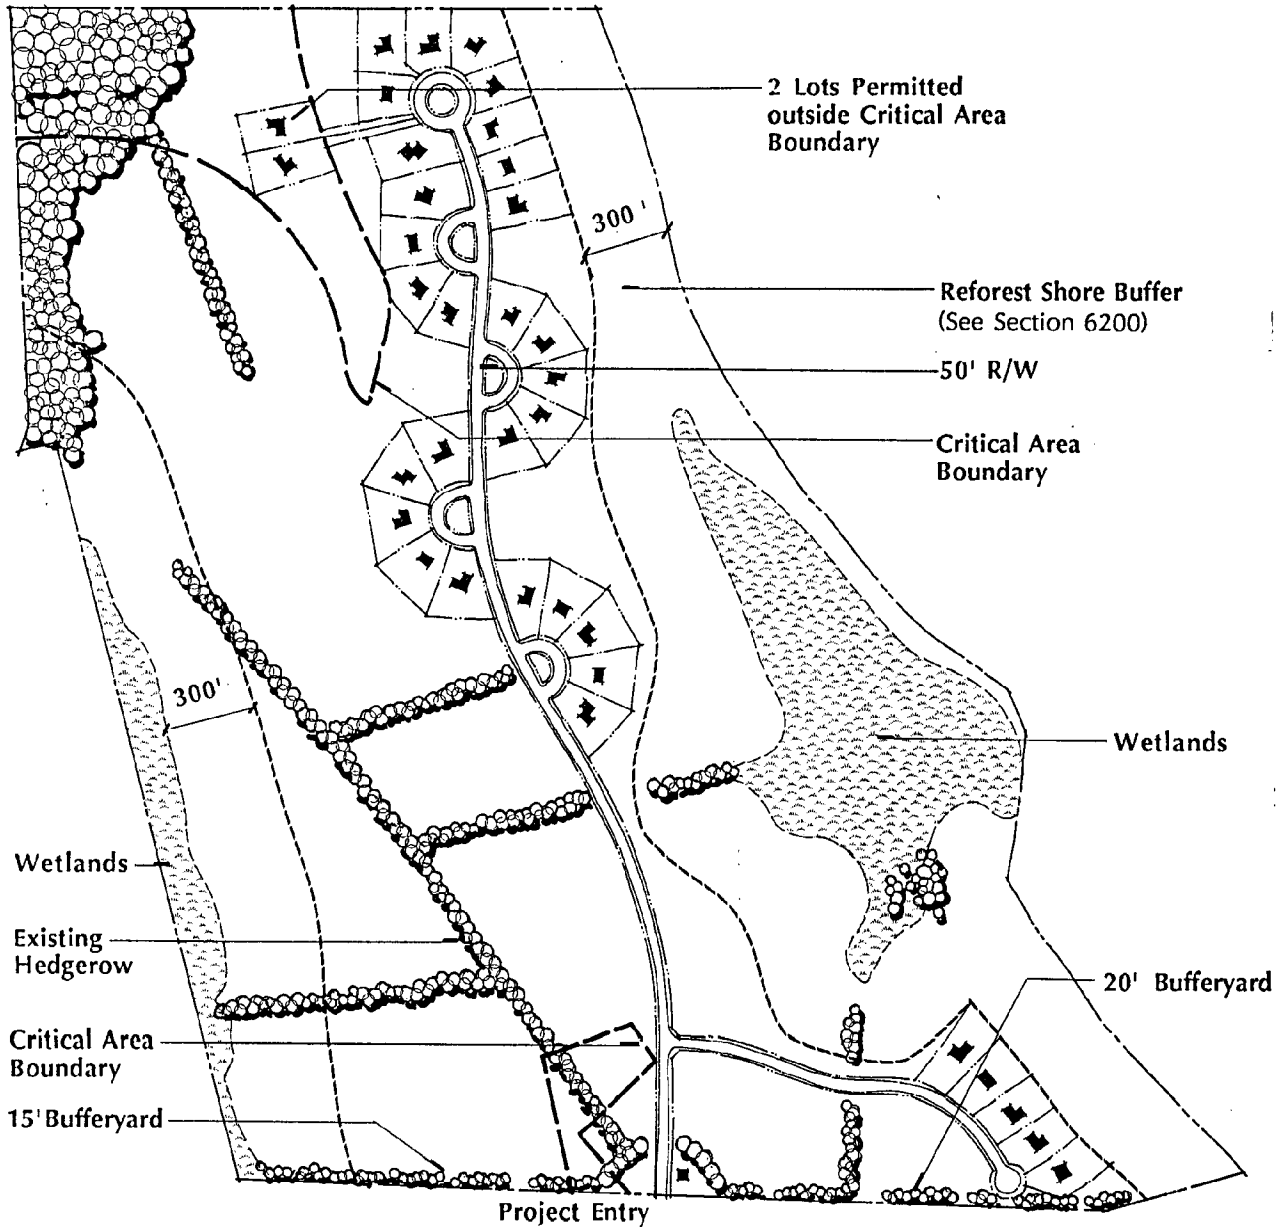 2 Lots Permitted
outside Critical Area
Boundary
300'
Reforest Shore Buffer
(See Section 6200)
50' R/W
Critical Area
Boundary
300'
Wetlands
Wetlands
Existing
Hedgerow
20' Bufferyard
Critical Area
Boundary
15' Bufferyard
Project Entry